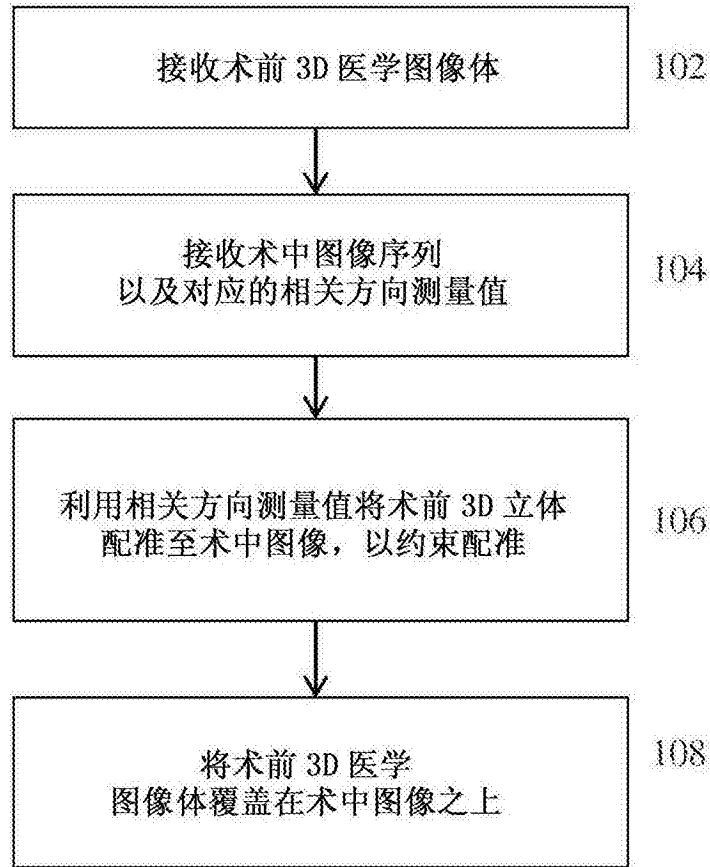 接收术前 3D 医学图像体
102
接收术中图像序列
以及对应的相关方向测量值
104
利用相关方向测量值将术前 3D 立体
配准至术中图像，以约束配准
106
将术前 3D 医学
图像体覆盖在术中图像之上
108